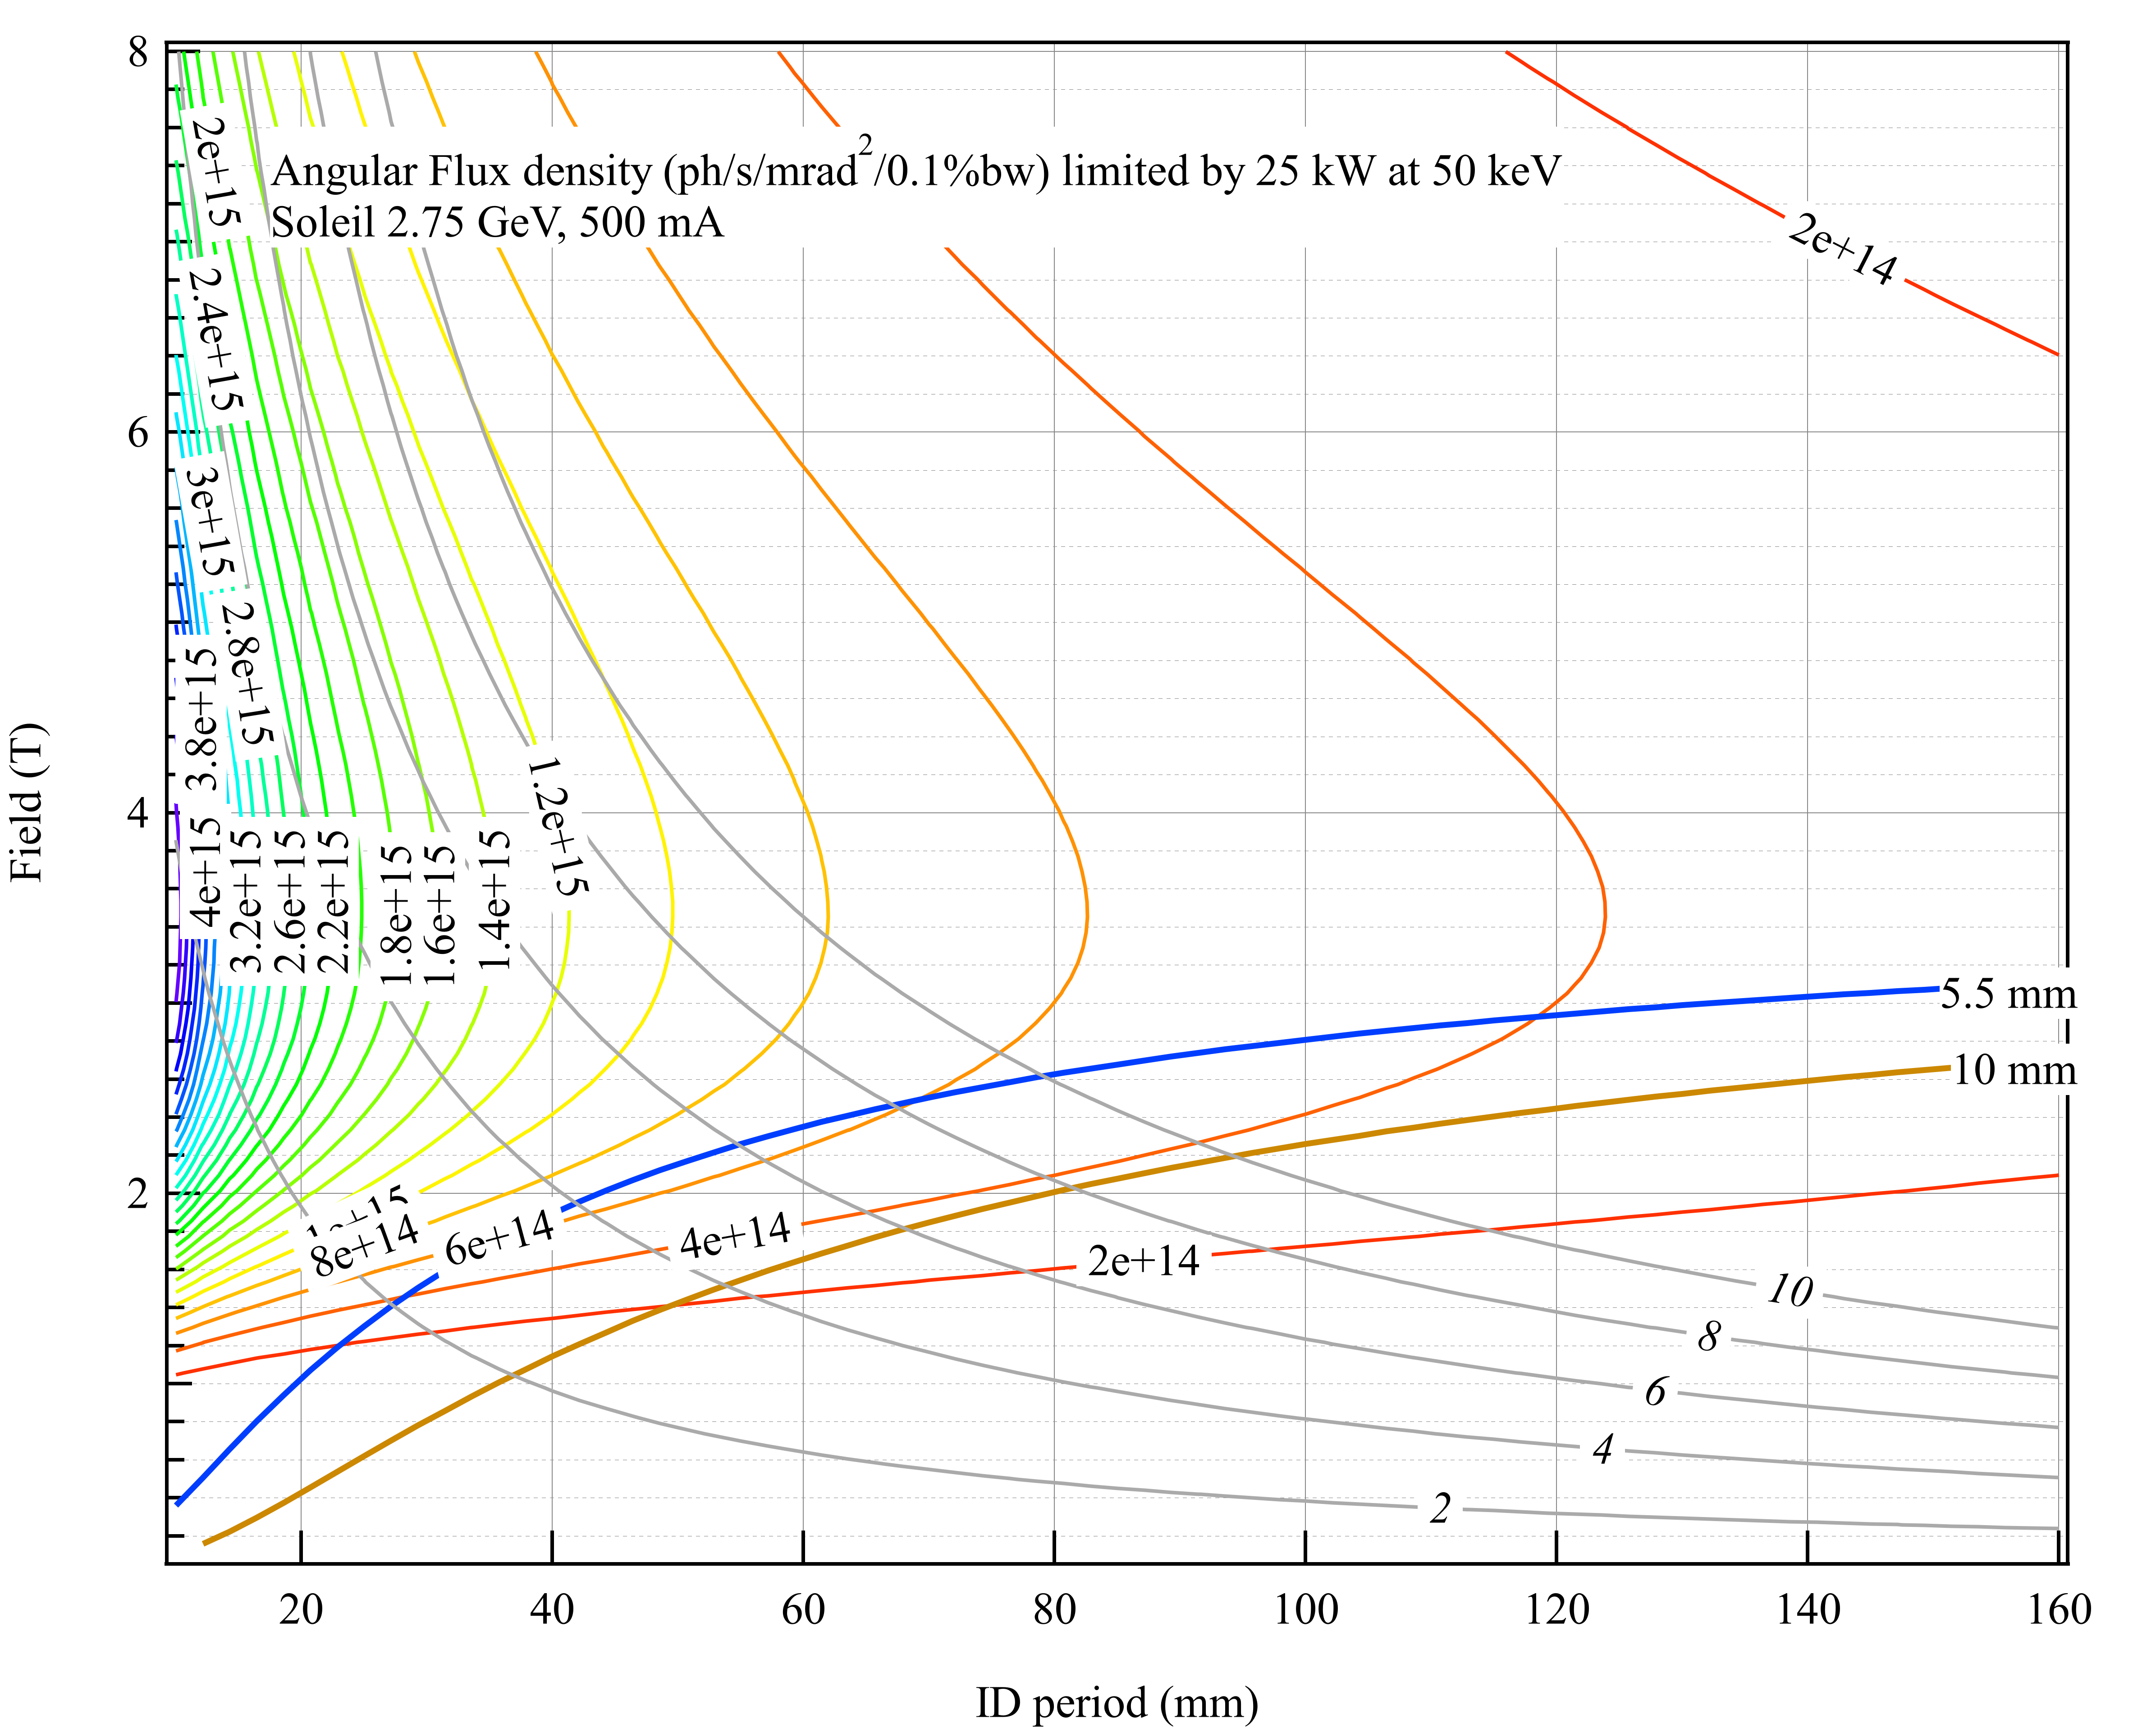 8
6
4
2
Field (T)
Angular Flux density (ph/s/mrad²/0.1%bw) limited by 25 kW at 50 keV
Soleil 2.75 GeV, 500 mA
2e+15
2.4e+15
3e+15
2.8e+15
3.8e+15
4e+15
3.2e+15
2.6e+15
2.2e+15
1.8e+15
1.6e+15
1.4e+15
1.2e+15
2e+14
5.5 mm
10 mm
8e+14
6e+14
4e+14
2e+14
10
8
6
4
2
20 40 60 80 100 120 140 160
ID period (mm)